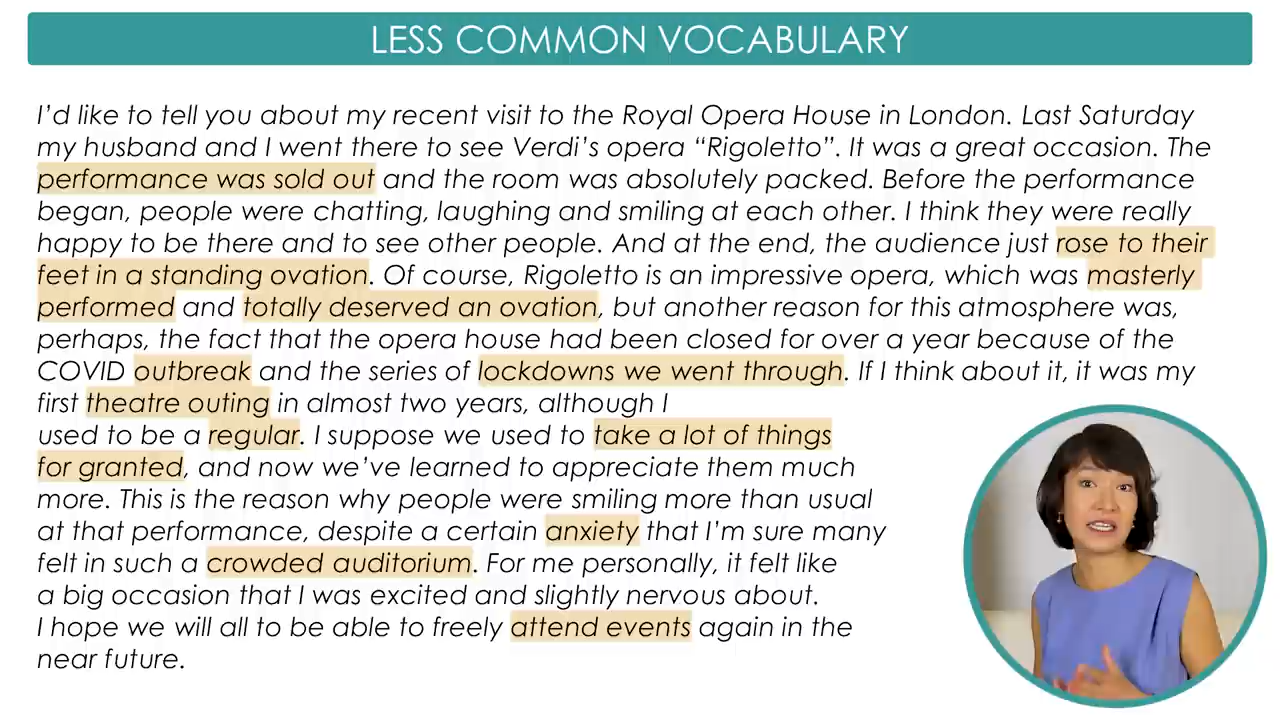 LESS COMMON VOCABULARY
I'd like to tell you about my recent visit to the Royal Opera House in London. Last Saturday
my husband and I went there to see Verdi's opera “Rigoletto”. It was a great occasion. The
performance was sold out and the room was absolutely packed. Before the performance
began, people were chatting, laughing and smiling at each other. I think they were really
happy to be there and to see other people. And at the end, the audience just rose to their
feet in a standing ovation. Of course, Rigoletto is an impressive opera, which was masterly
performed and totally deserved an ovation, but another reason for this atmosphere was,
perhaps, the fact that the opera house had been closed for over a year because of the
COVID outbreak and the series of lockdowns we went through. If I think about it, it was my
first theatre outing in almost two years, although I
used to be a regular. I suppose we used to take a lot of things
for granted, and now we've learned to appreciate them much
more. This is the reason why people were smiling more than usual
at that performance, despite a certain anxiety that I'm sure many
felt in such a crowded auditorium. For me personally, it felt like
a big occasion that I was excited and slightly nervous about.
I hope we will all to be able to freely attend events again in the
near future.